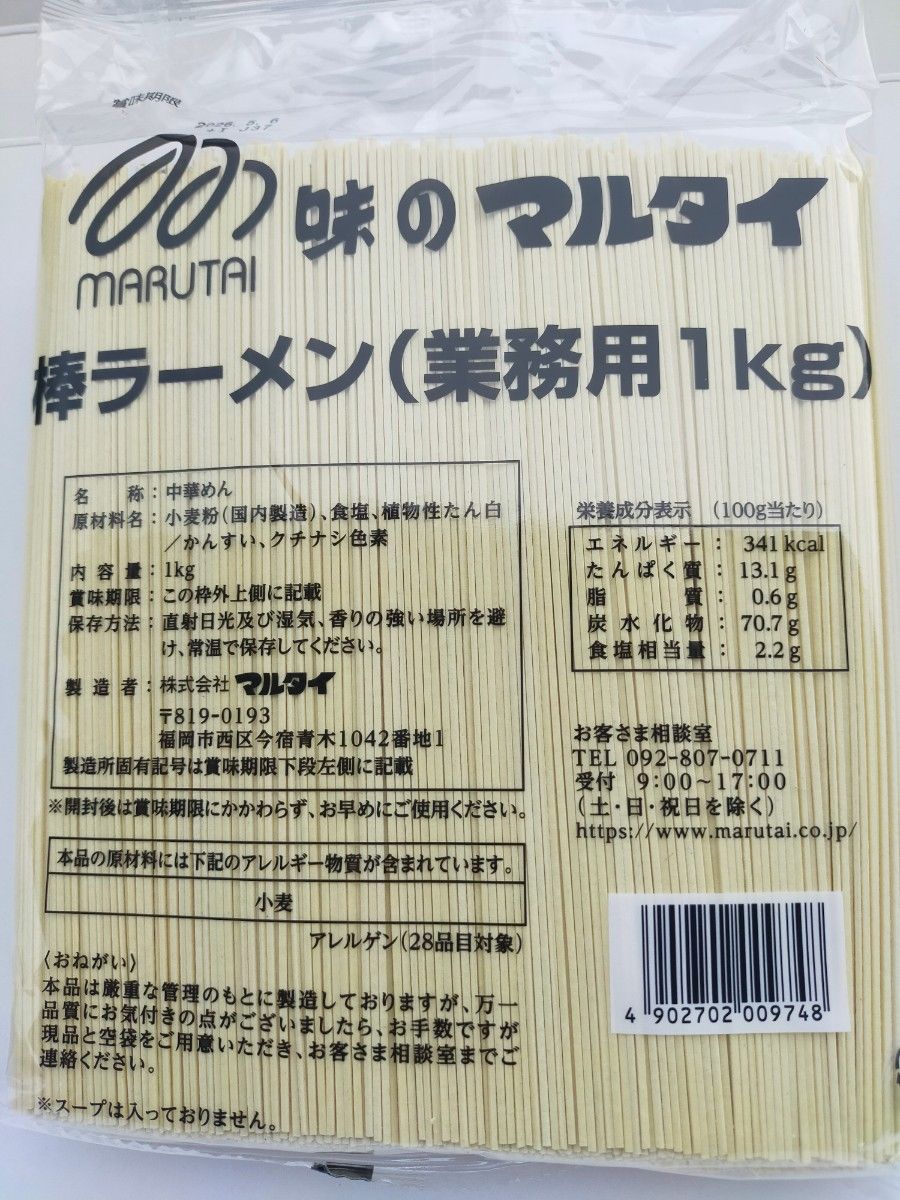 賞味期限
2026. 5. 6
+T J37
MARUTAI
味のマルタイ
棒ラーメン(業務用1kg)
名称:中華めん
原材料名:小麦粉(国内製造)、食塩、植物性たん白
/かんすい、クチナシ色素
内容量:1kg
賞味期限:この枠外上側に記載
保存方法:直射日光及び湿気、香りの強い場所を避
け、常温で保存してください。
製造者:株式会社マルタイ
〒819-0193
福岡市西区今宿青木1042番地1
製造所固有記号は賞味期限下段左側に記載
※開封後は賞味期限にかかわらず、お早めにご使用ください。
本品の原材料には下記のアレルギー物質が含まれています。
小麦
アレルゲン(28品目対象)
〈おねがい〉
本品は厳重な管理のもとに製造しておりますが、万一
品質にお気付きの点がございましたら、お手数ですが
現品と空袋をご用意いただき、お客さま相談室までご
連絡ください。
※スープは入っておりません。
栄養成分表示 (100g当たり)
エネルギー: 341kcal
たんぱく質: 13.1g
脂質: 0.6g
炭水化物: 70.7g
食塩相当量: 2.2g
お客さま相談室
TEL 092-807-0711
受付 9:00~17:00
(土・日・祝日を除く)
https://www.marutai.co.jp/
4 902702 009748